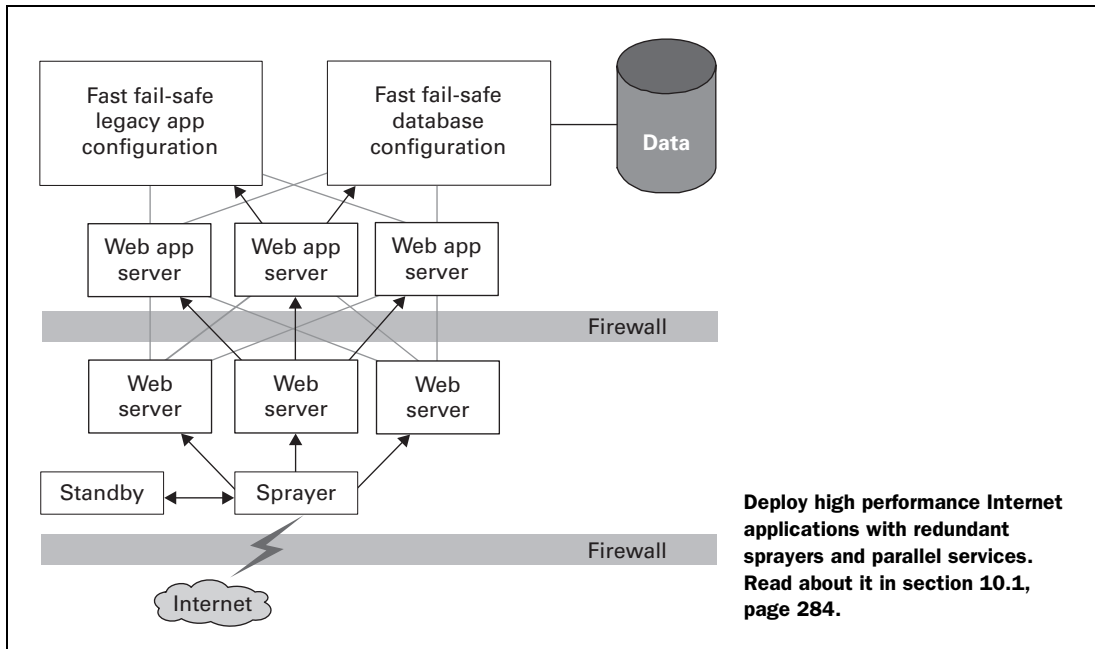 Fast fail-safe
legacy app
configuration
Fast fail-safe
database
configuration
Data
Web app
server
Web app
server
Web app
server
Firewall
Web
server
Web
server
Web
server
Standby
Sprayer
Firewall
Internet
Deploy high performance Internet
applications with redundant
sprayers and parallel services.
Read about it in section 10.1,
page 284.